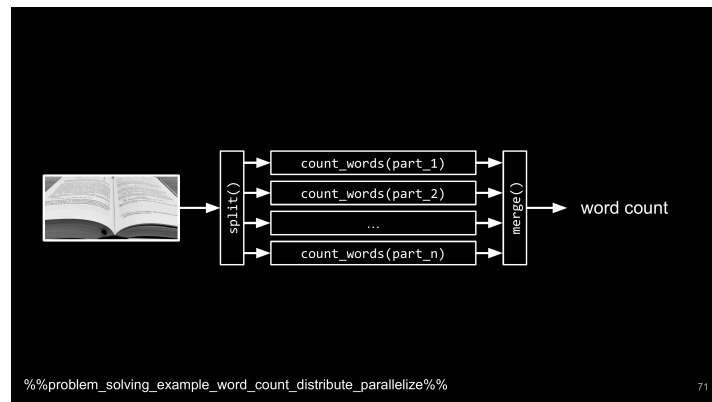 split()
count_words(part_1)
count_words(part_2)
...
count_words(part_n)
merge()
word count
%%problem_solving_example_word_count_distribute_parallelize%%
71